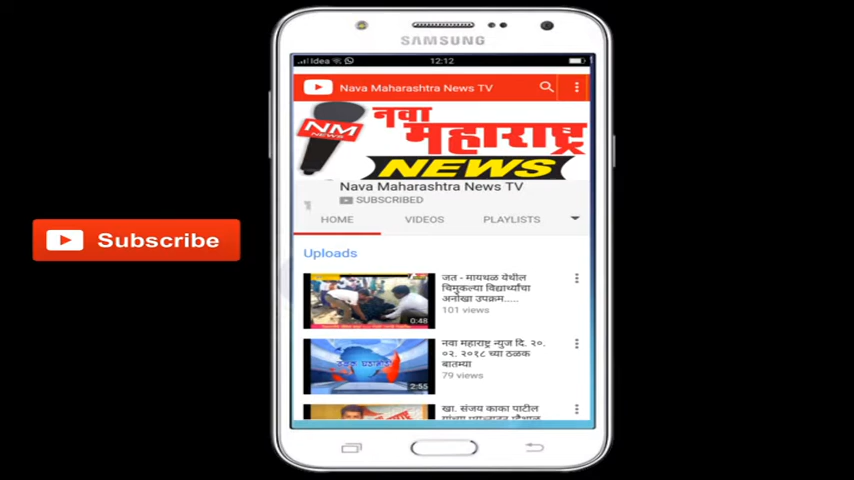 SAMSUNG
Idea
12:12
Nava Maharashtra News TV
NM
NEWS
नवा
महाराष्ट्र
NEWS
Nava Maharashtra News TV
SUBSCRIBED
HOME VIDEOS PLAYLISTS
Subscribe
Uploads
जत - मायथळ येथील
चिमुकल्या विद्यार्थ्यांचा
अनोखा उपक्रम.....
101 views
0:48
नवा महाराष्ट्र न्युज दि. २०.
०२. २०१८ च्या ठळक
बातम्या
79 views
2:55
खा. संजय काका पाटील